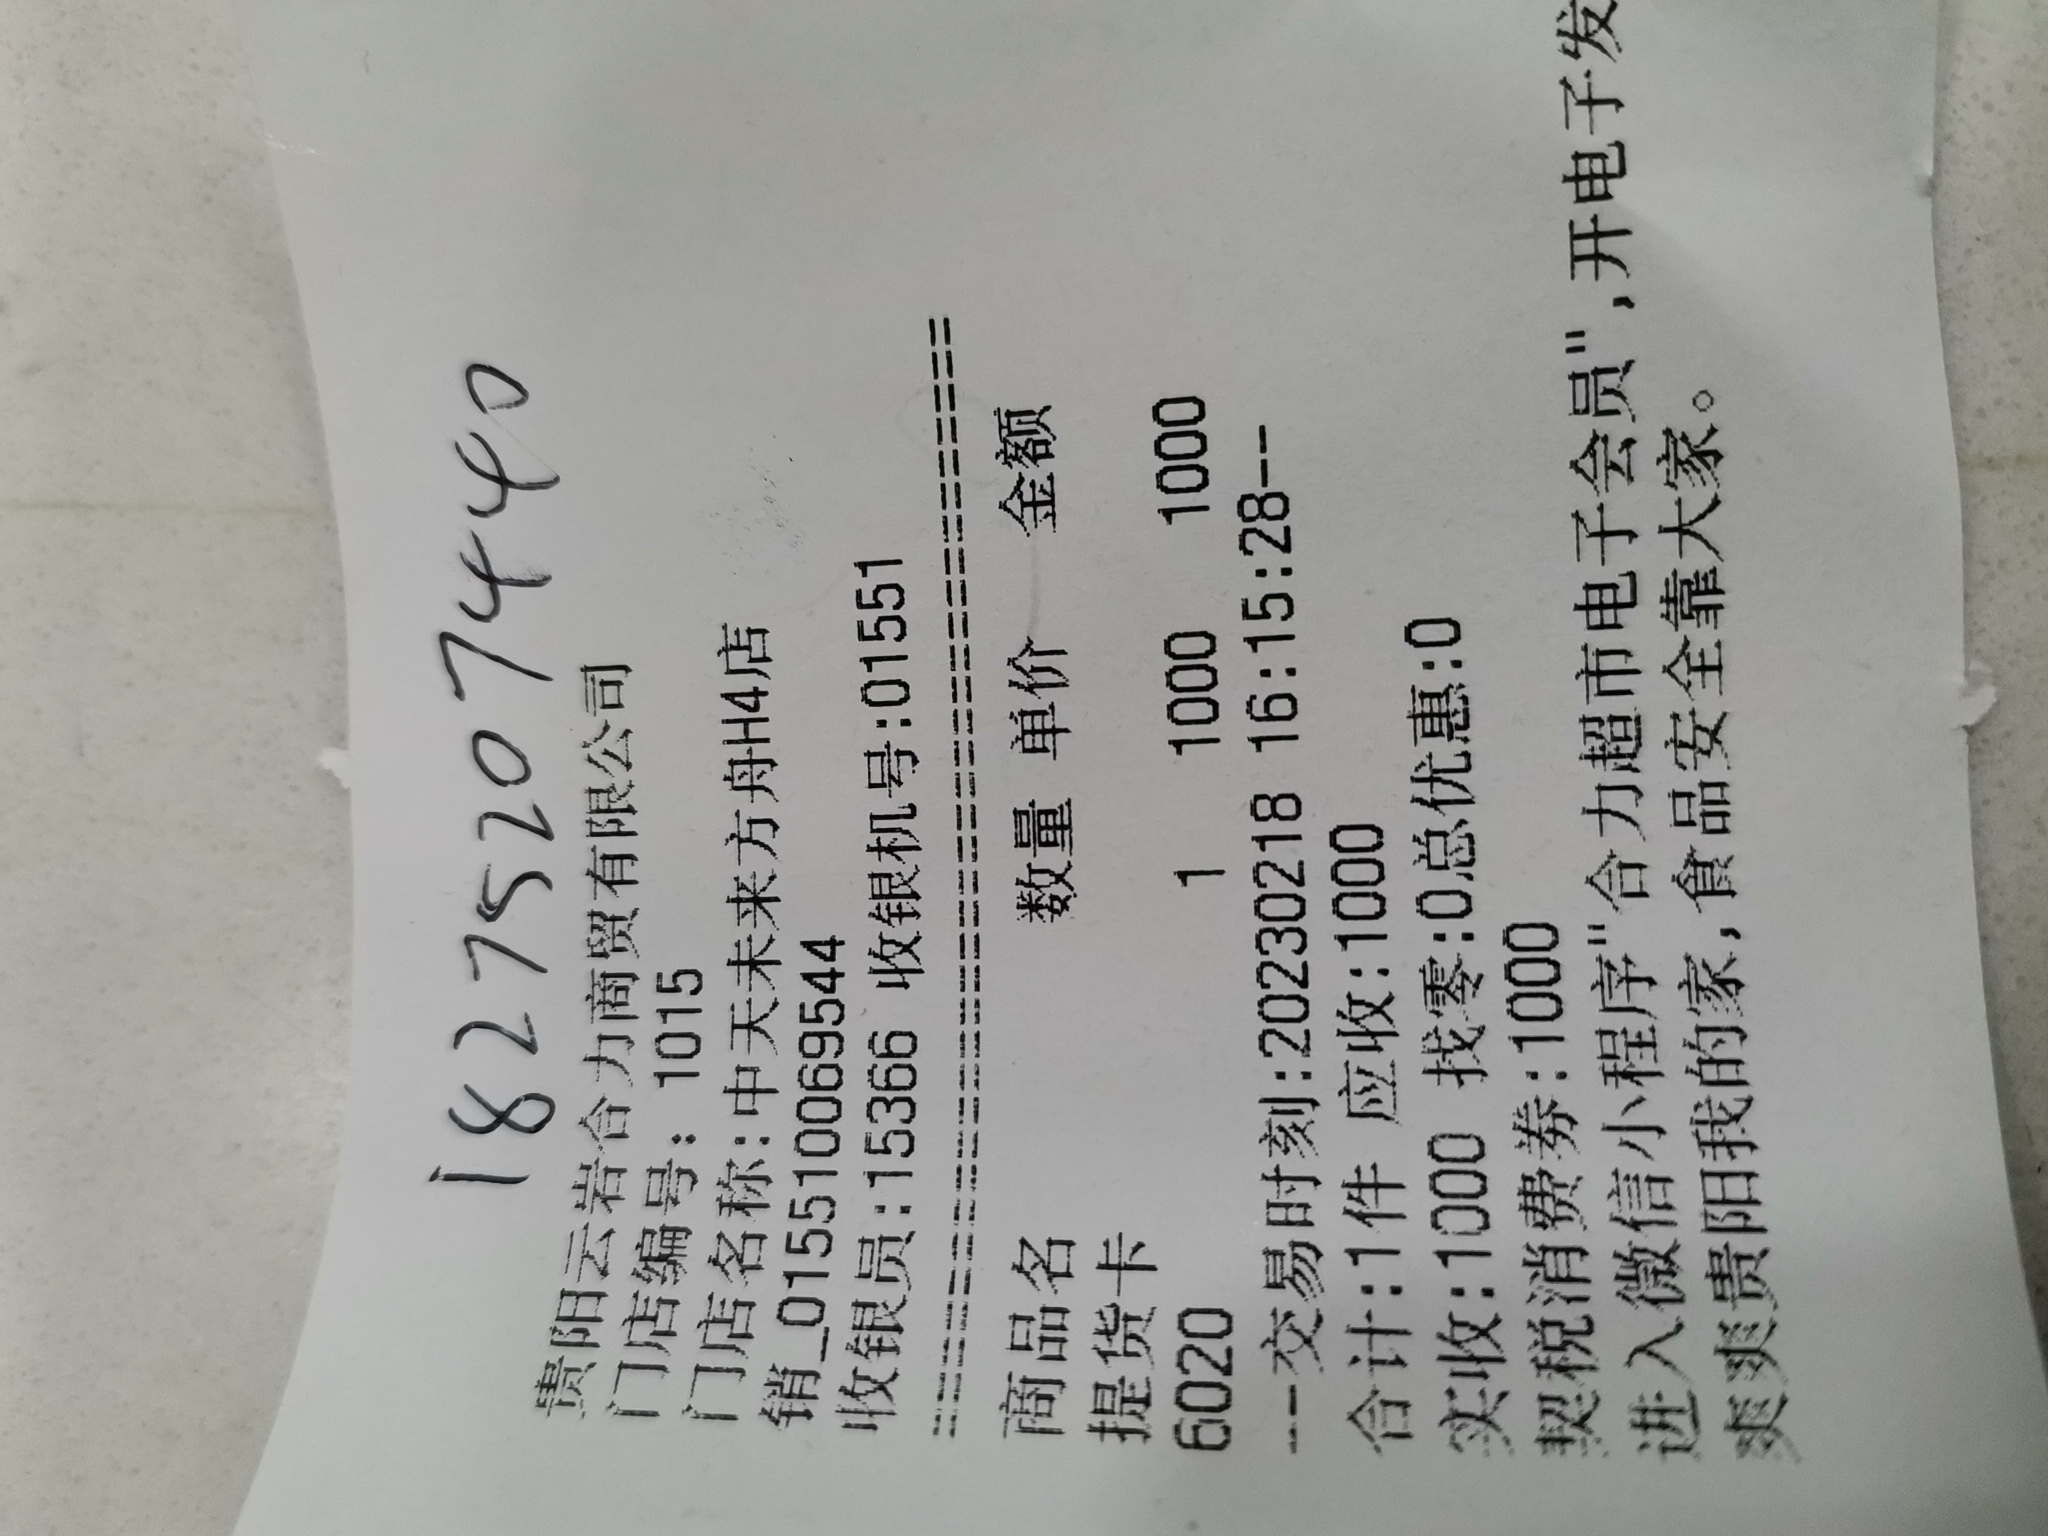 18275207440
贵阳云岩合力商贸有限公司
门店编号: 1015
门店名称:中天未来方舟H4店
销_015510069544
收银员:15366 收银机号:01551
==========================================
商品名 数量 单价 金额
提货卡
6020 1 1000 1000
--交易时刻:20230218 16:15:28--
合计:1件 应收:1000
实收:1000 找零:0总优惠:0
契税消费券:1000
进入微信小程序"合力超市电子会员",开电子发
爽爽贵阳我的家,食品安全靠大家。